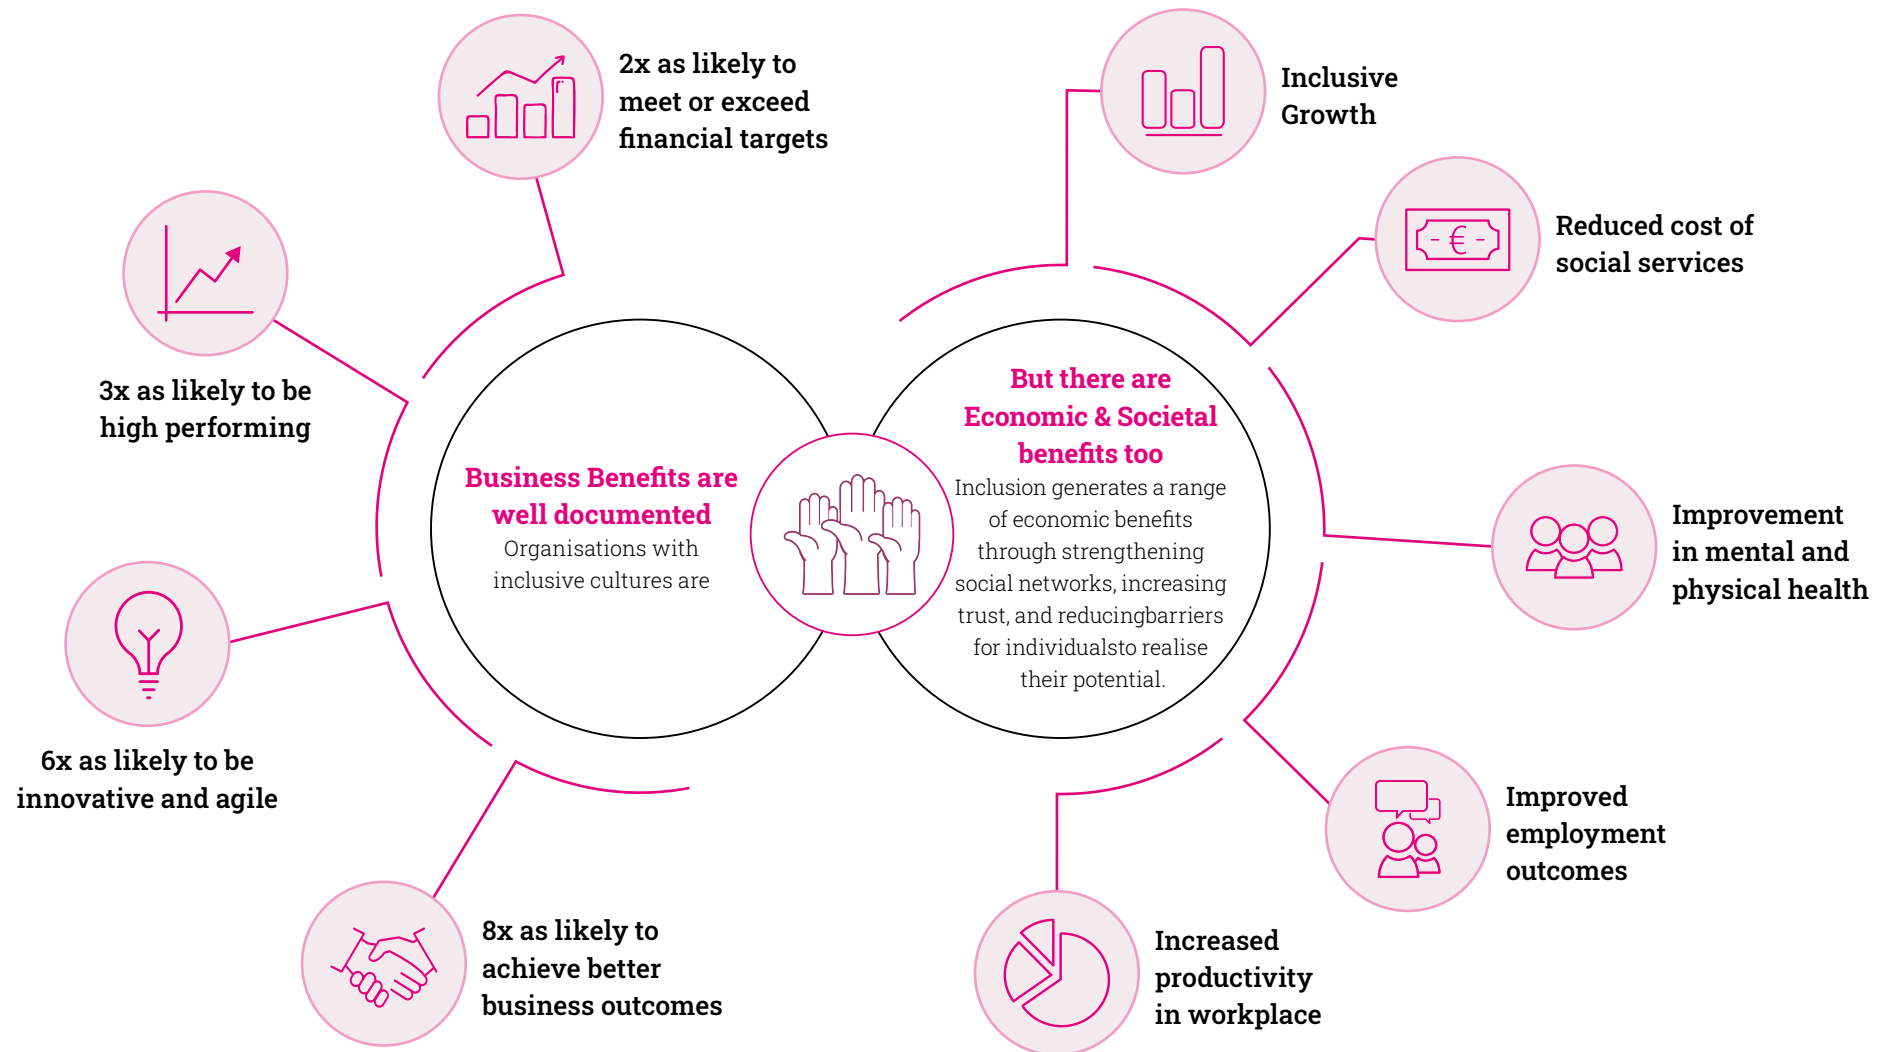 2x as likely to
meet or exceed
financial targets
3x as likely to be
high performing
6x as likely to be
innovative and agile
8x as likely to
achieve better
business outcomes
Business Benefits are
well documented
Organisations with
inclusive cultures are
But there are
Economic & Societal
benefits too
Inclusion generates a range
of economic benefits
through strengthening
social networks, increasing
trust, and reducingbarriers
for individualsto realise
their potential.
Inclusive
Growth
Reduced cost of
social services
- € -
Improvement
in mental and
physical health
Improved
employment
outcomes
Increased
productivity
in workplace